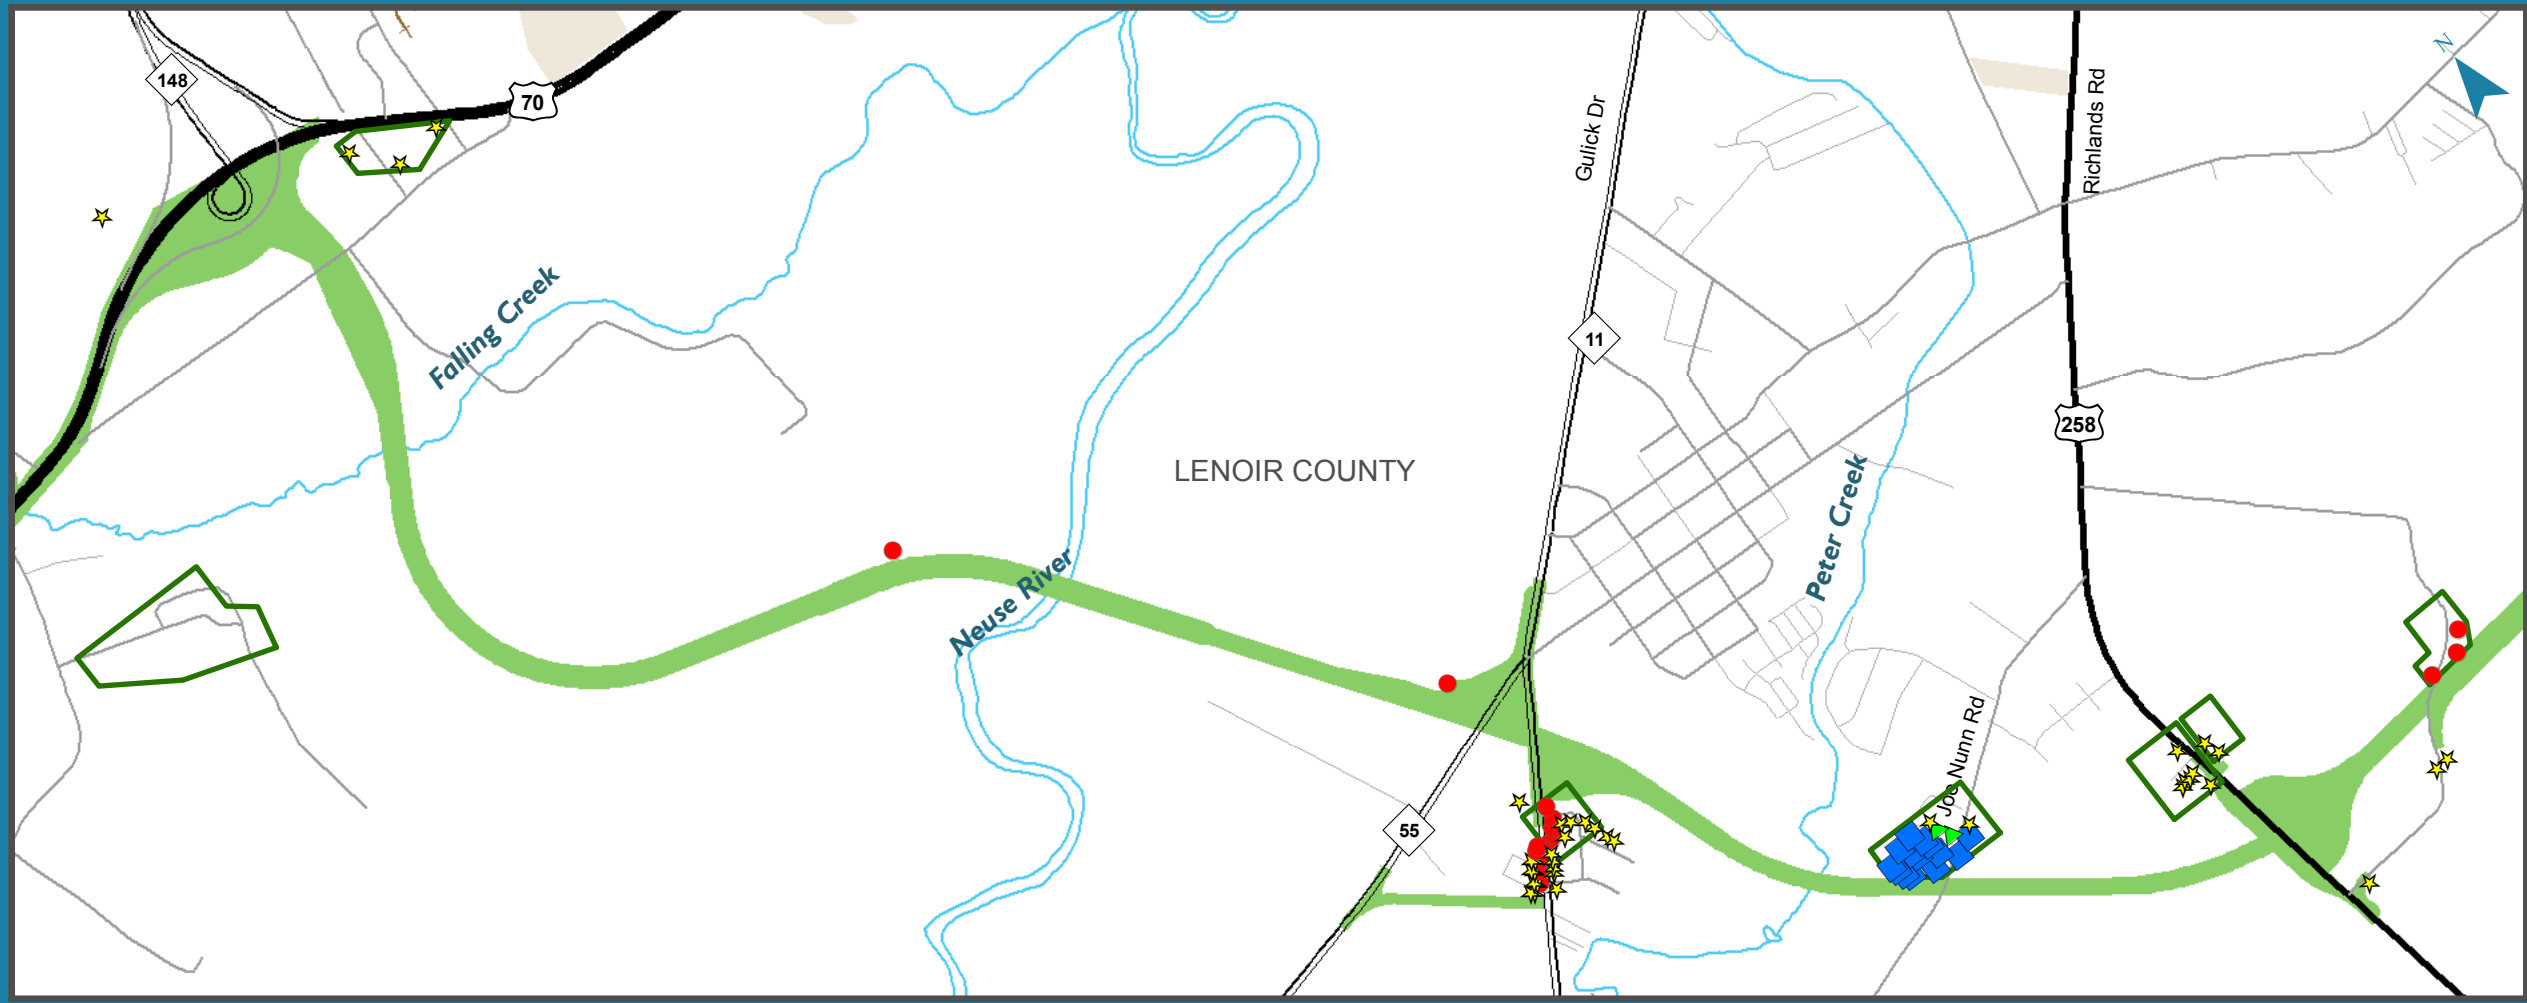 N
148
70
Gulick Dr
Richlands Rd
Falling Creek
11
258
LENOIR COUNTY
Peter Creek
Neuse River
Joe Nunn Rd
55